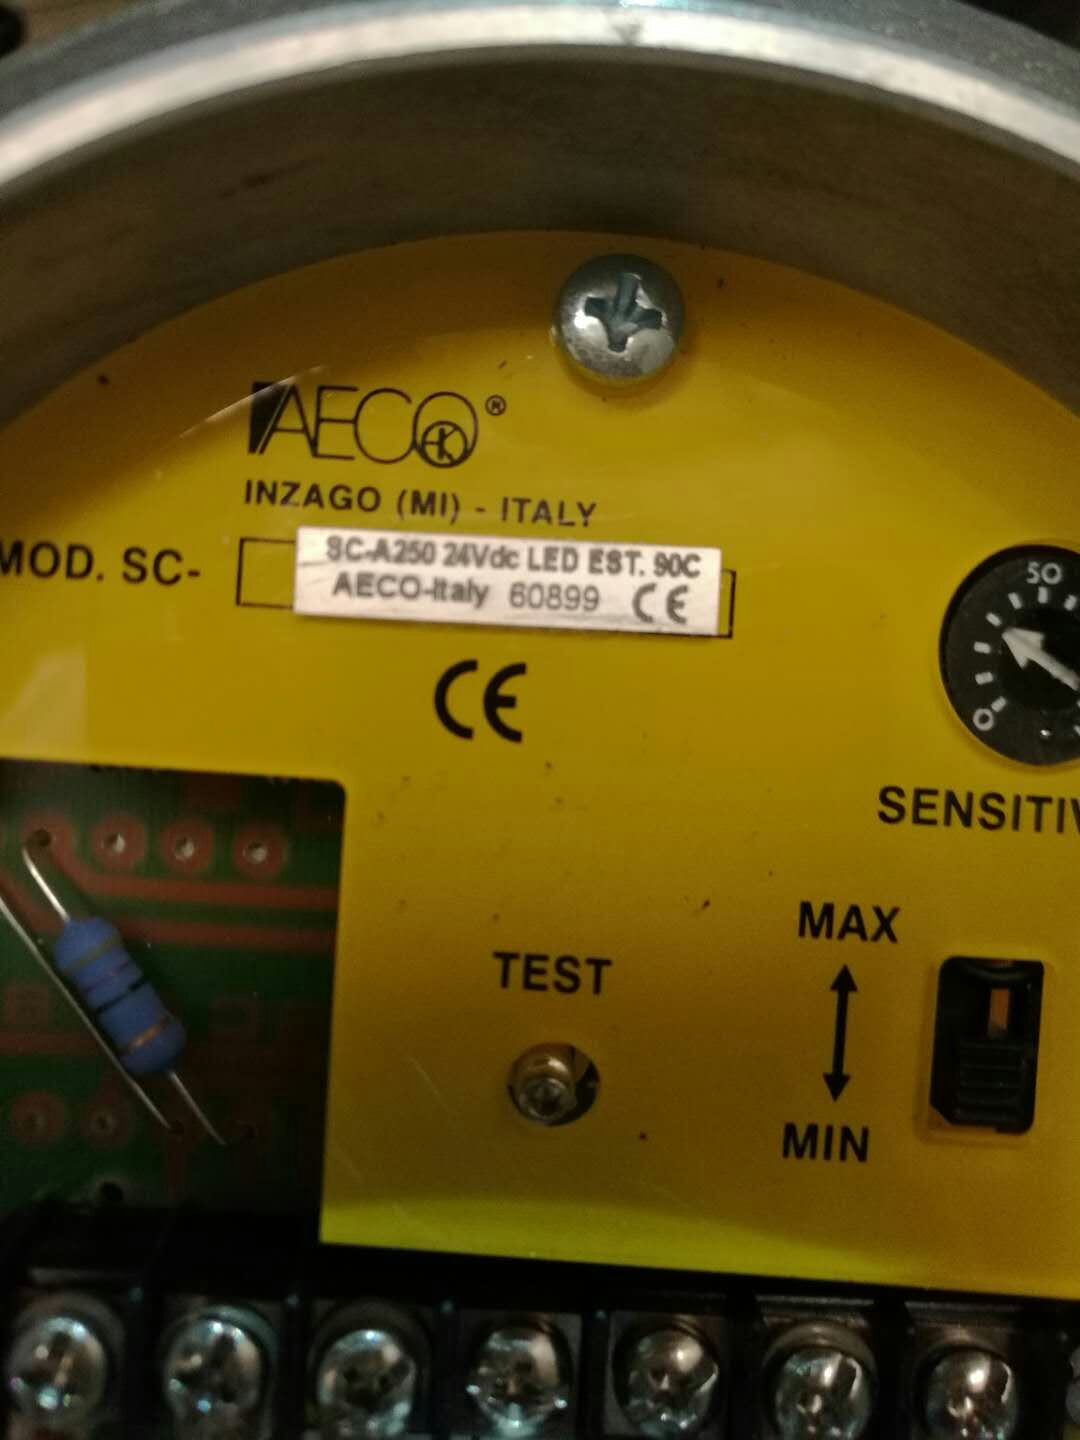 AECO®
INZAGO (MI) - ITALY
MOD. SC-
SC-A250 24Vdc LED EST. 90C
AECO-Italy 60899 CE
CE
50
0
SENSITIV
TEST
MAX
MIN